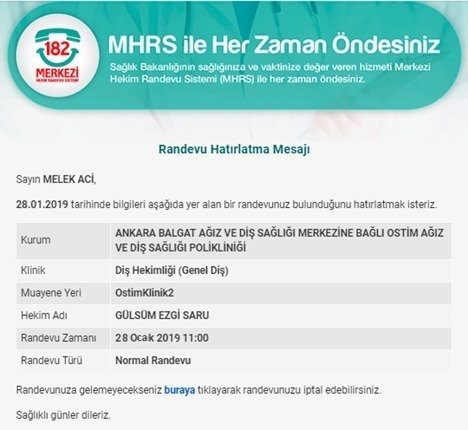 182
MERKEZİ
HEKİM RANDEVU SİSTEMİ
MHRS ile Her Zaman Öndesiniz
Sağlık Bakanlığının sağlığınıza ve vaktinize değer veren hizmeti Merkezi
Hekim Randevu Sistemi (MHRS) ile her zaman öndesiniz.
Randevu Hatırlatma Mesajı
Sayın MELEK ACİ,
28.01.2019 tarihinde bilgileri aşağıda yer alan bir randevunuz bulunduğunu hatırlatmak isteriz.
Kurum ANKARA BALGAT AĞIZ VE DİŞ SAĞLIĞI MERKEZİNE BAĞLI OSTİM AĞIZ
VE DİŞ SAĞLIĞI POLİKLİNİĞİ
Klinik Diş Hekimliği (Genel Diş)
Muayene Yeri OstimKlinik2
Hekim Adı GÜLSÜM EZGİ SARU
Randevu Zamanı 28 Ocak 2019 11:00
Randevu Türü Normal Randevu
Randevunuza gelemeyecekseniz buraya tıklayarak randevunuzu iptal edebilirsiniz.
Sağlıklı günler dileriz.